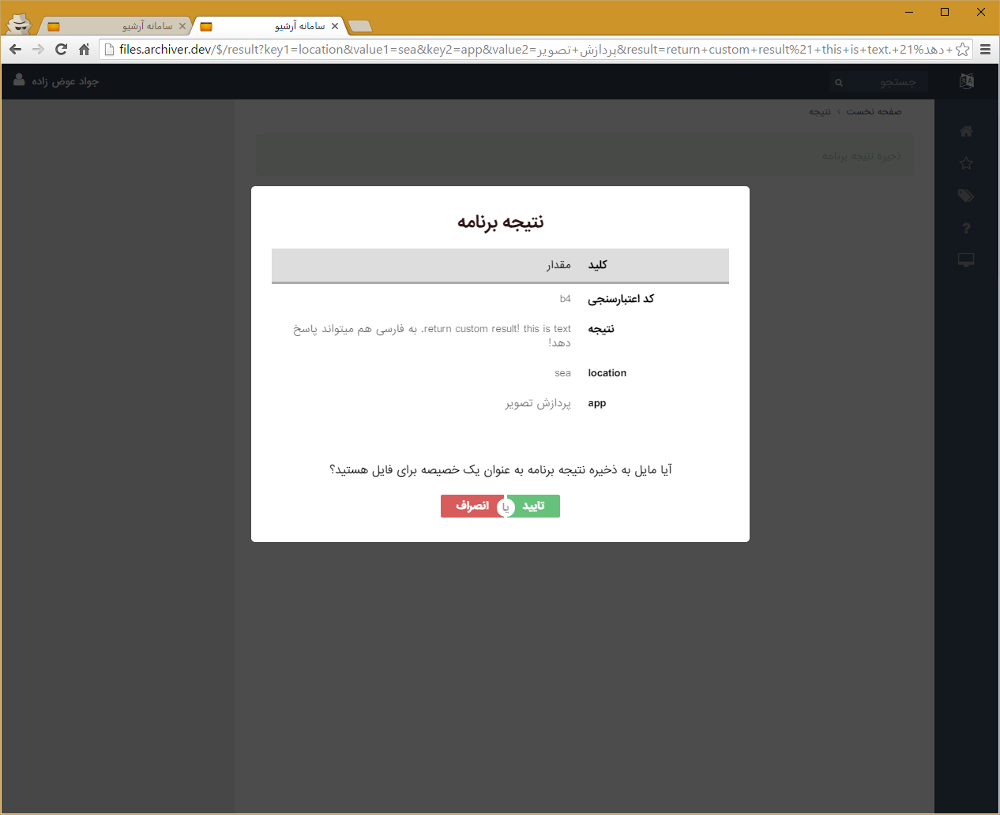 سامانه آرشیو
سامانه آرشیو
files.archiver.dev/$/result?key1=location&value1=sea&key2=app&value2=پردازش+تصویر&result=return+custom+result%21+this+is+text.+دهد%21
جواد عوض زاده
جستجو
صفحه نخست › نتیجه
ذخیره نتیجه برنامه
نتیجه برنامه
کلید مقدار
کد اعتبارسنجی b4
نتیجه return custom result! this is text. به فارسی هم میتواند پاسخ
دهد!
location sea
app پردازش تصویر
آیا مایل به ذخیره نتیجه برنامه به عنوان یک خصیصه برای فایل هستید؟
تایید یا انصراف